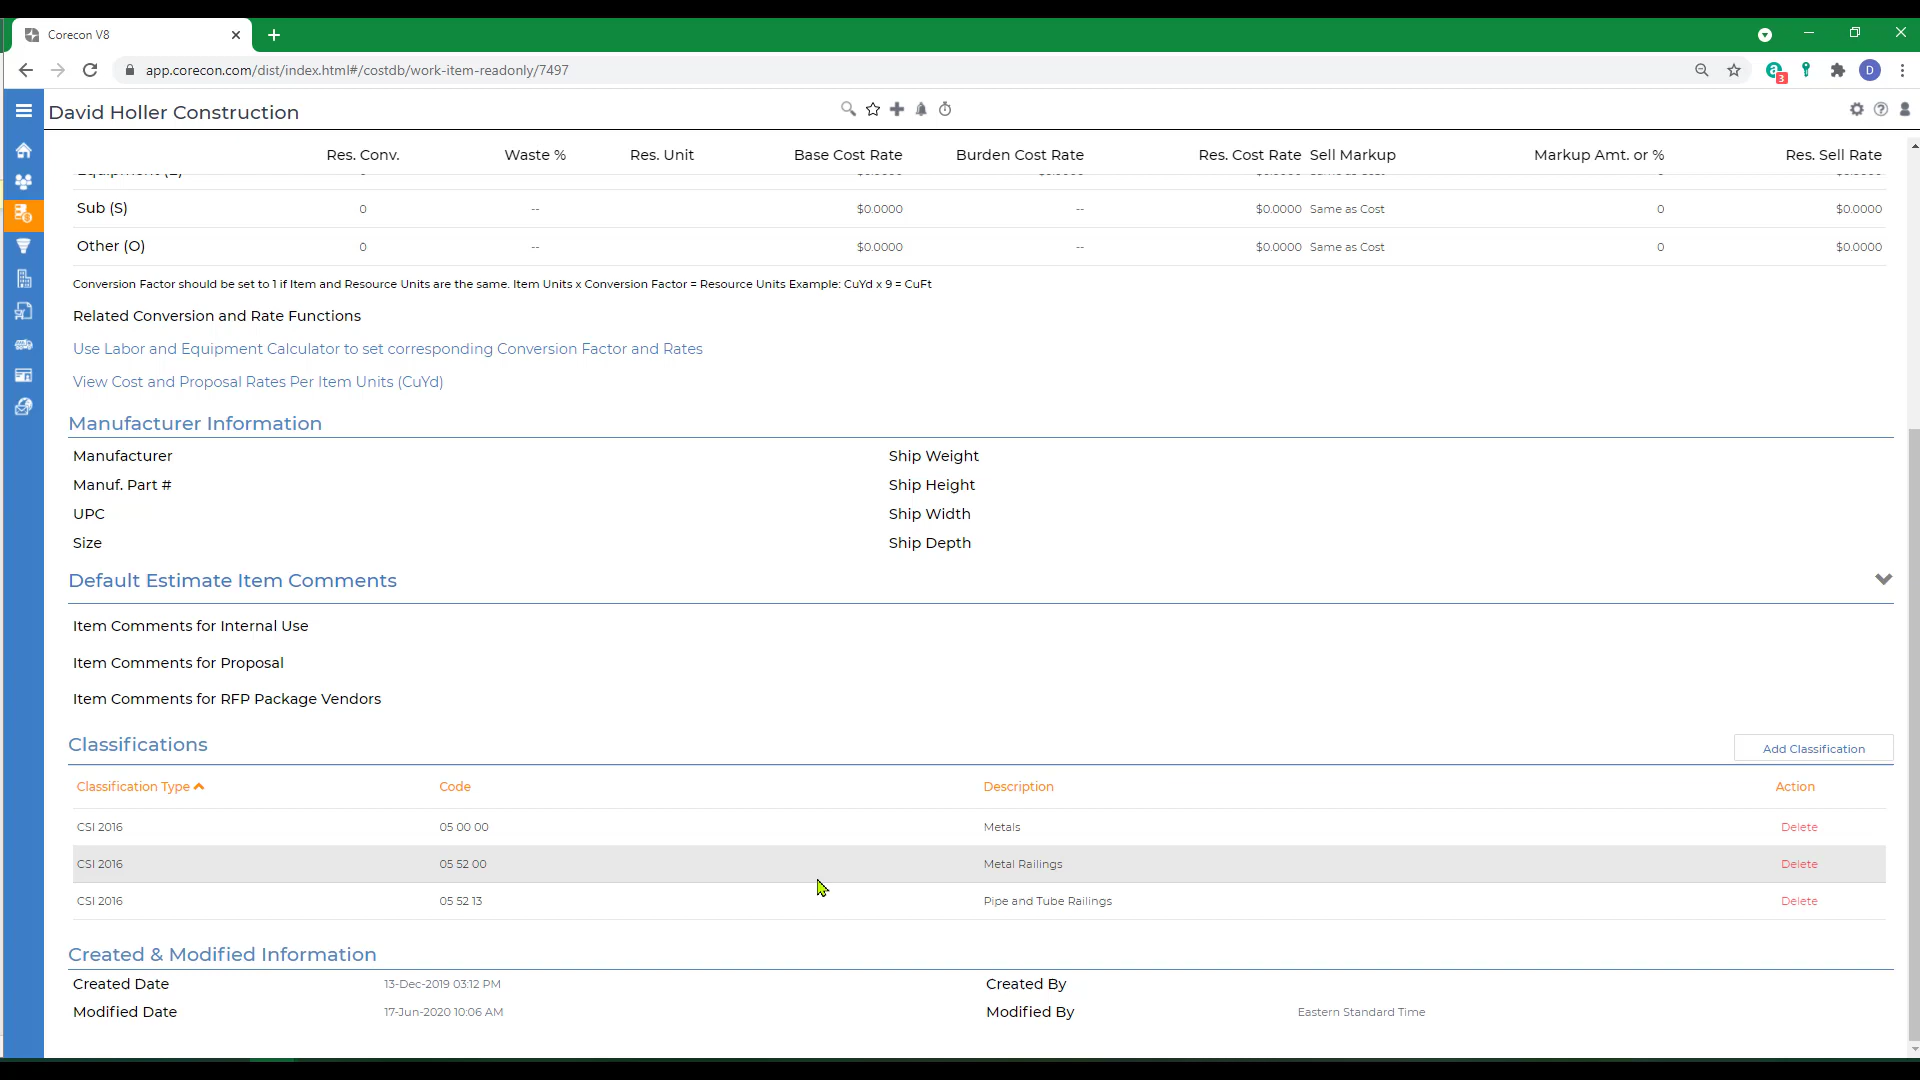 Corecon V8
app.corecon.com/dist/index.html#/costdb/work-item-readonly/7497
3
D
David Holler Construction
Res. Conv. Waste % Res. Unit Base Cost Rate Burden Cost Rate Res. Cost Rate Sell Markup Markup Amt. or % Res. Sell Rate
Sub (S) 0 -- $0.0000 -- $0.0000 Same as Cost 0 $0.0000
Other (O) 0 -- $0.0000 -- $0.0000 Same as Cost 0 $0.0000
Conversion Factor should be set to 1 if Item and Resource Units are the same. Item Units x Conversion Factor = Resource Units Example: CuYd x 9 = CuFt
Related Conversion and Rate Functions
Use Labor and Equipment Calculator to set corresponding Conversion Factor and Rates
View Cost and Proposal Rates Per Item Units (CuYd)
Manufacturer Information
Manufacturer Ship Weight
Manuf. Part # Ship Height
UPC Ship Width
Size Ship Depth
Default Estimate Item Comments
Item Comments for Internal Use
Item Comments for Proposal
Item Comments for RFP Package Vendors
Classifications Add Classification
Classification Type Code Description Action
CSI 2016 05 00 00 Metals Delete
CSI 2016 05 52 00 Metal Railings Delete
CSI 2016 05 52 13 Pipe and Tube Railings Delete
Created & Modified Information
Created Date 13-Dec-2019 03:12 PM Created By
Modified Date 17-Jun-2020 10:06 AM Modified By Eastern Standard Time